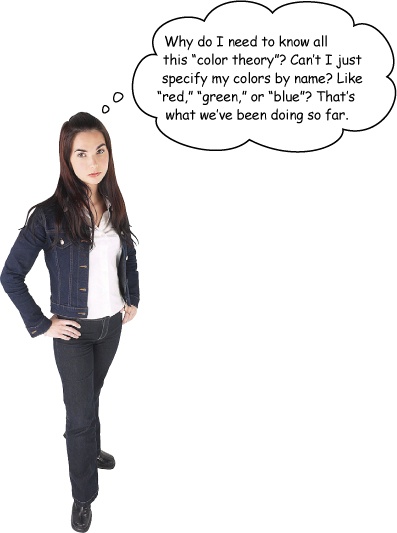 Why do I need to know all
this “color theory”? Can’t I just
specify my colors by name? Like
“red,” “green,” or “blue”? That’s
what we’ve been doing so far.